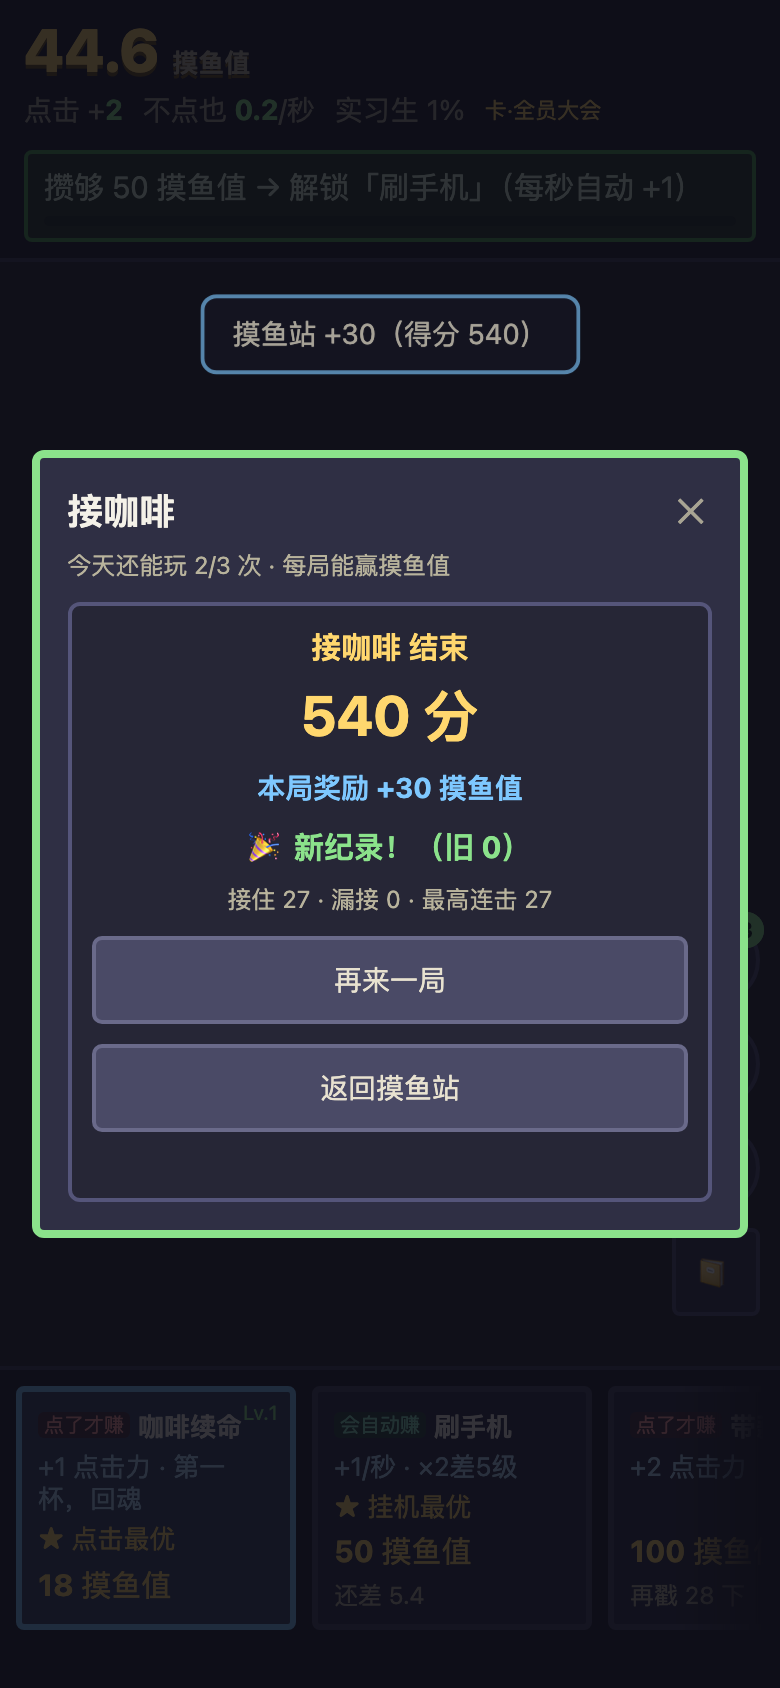 44.6 摸鱼值
点击 +2 不点也 0.2/秒 实习生 1% 卡·全员大会
攒够 50 摸鱼值 → 解锁「刷手机」（每秒自动 +1）
摸鱼站 +30（得分 540）
接咖啡
今天还能玩 2/3 次 · 每局能赢摸鱼值
接咖啡 结束
540 分
本局奖励 +30 摸鱼值
🎉 新纪录！（旧 0）
接住 27 · 漏接 0 · 最高连击 27
再来一局
返回摸鱼站
点了才赚 咖啡续命 Lv.1
+1 点击力 · 第一
杯，回魂
★ 点击最优
18 摸鱼值
会自动赚 刷手机
+1/秒 · ×2差5级
★ 挂机最优
50 摸鱼值
还差 5.4
点了才赚 带
+2 点击力
100 摸鱼
再戳 28 下